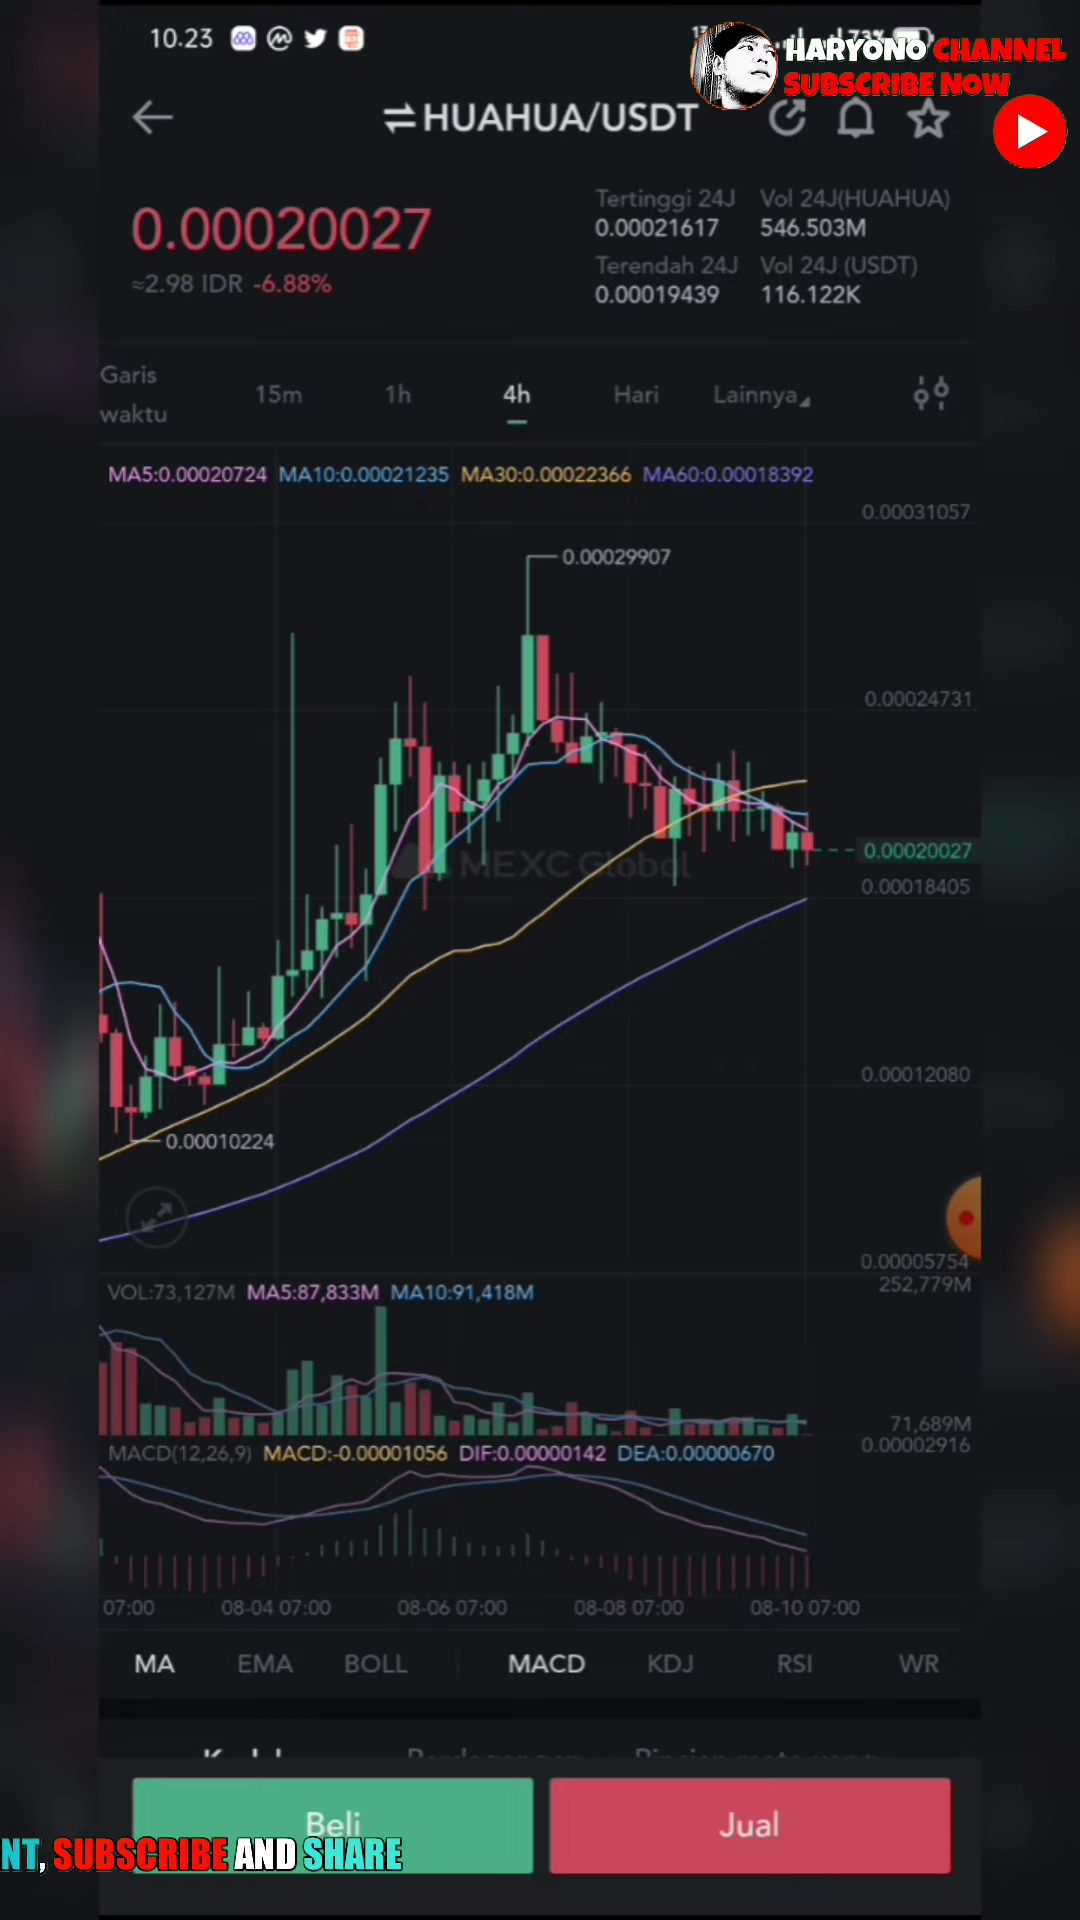 10.23
73%
HARYONO CHANNEL
SUBSCRIBE NOW
HUAHUA/USDT
0.00020027
≈2.98 IDR -6.88%
Tertinggi 24J
0.00021617
Vol 24J(HUAHUA)
546.503M
Terendah 24J
0.00019439
Vol 24J (USDT)
116.122K
Garis waktu
15m
1h
4h
Hari
Lainnya
MA5:0.00020724 MA10:0.00021235 MA30:0.00022366 MA60:0.00018392
0.00031057
0.00029907
0.00024731
MEXC Global
0.00020027
0.00018405
0.00012080
0.00010224
0.00005754
VOL:73,127M MA5:87,833M MA10:91,418M
252,779M
71,689M
MACD(12,26,9) MACD:-0.00001056 DIF:0.00000142 DEA:0.00000670
0.00002916
07:00 08-04 07:00 08-06 07:00 08-08 07:00 08-10 07:00
MA EMA BOLL MACD KDJ RSI WR
Beli
Jual
NT, SUBSCRIBE AND SHARE